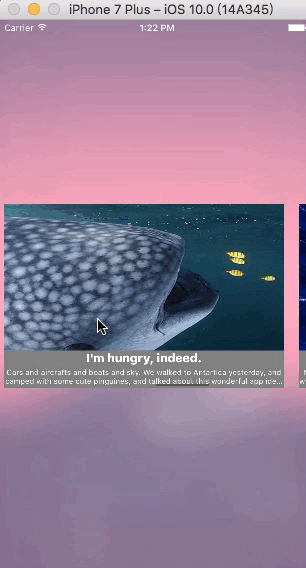 iPhone 7 Plus – iOS 10.0 (14A345)
Carrier 1:22 PM
I'm hungry, indeed.
Cars and aircrafts and boats and sky. We walked to Antartica yesterday, and
camped with some cute pinguines, and talked about this wonderful app ide...